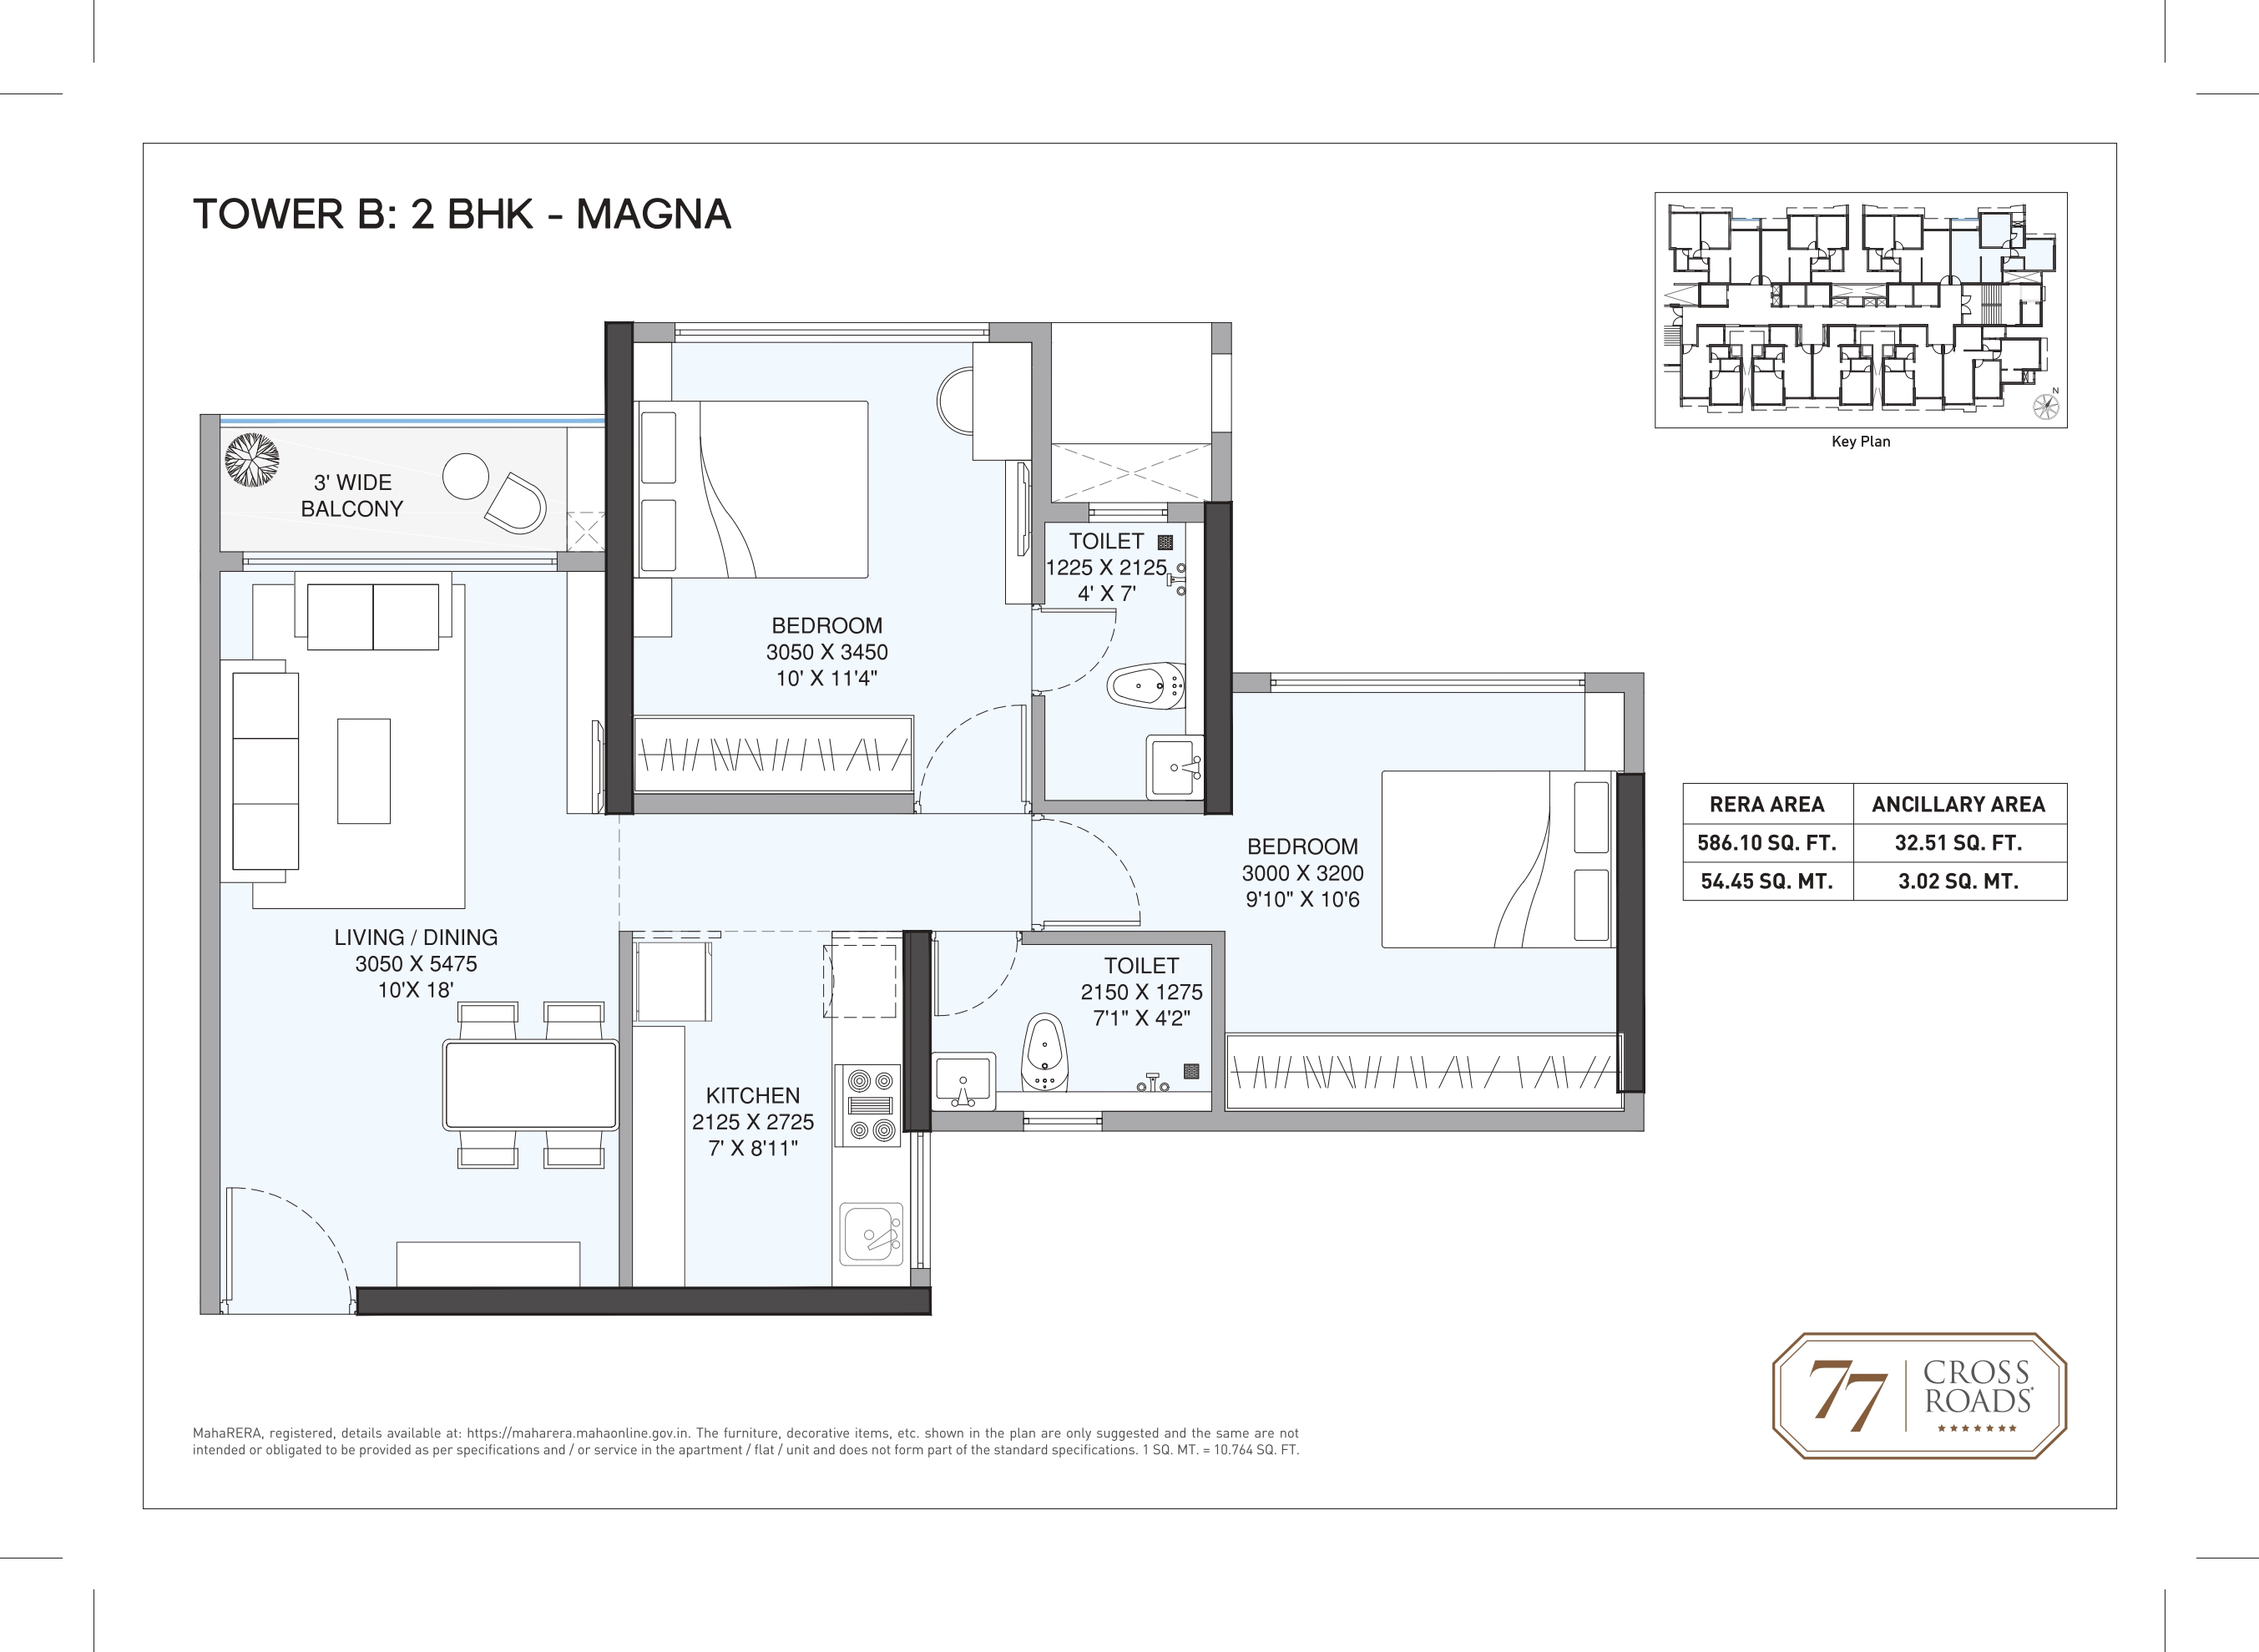 TOWER B: 2 BHK - MAGNA
N
Key Plan
3' WIDE
BALCONY
TOILET
1225 X 2125
4' X 7'
BEDROOM
3050 X 3450
10' X 11'4"
BEDROOM
3000 X 3200
9'10" X 10'6
RERA AREA ANCILLARY AREA
586.10 SQ. FT. 32.51 SQ. FT.
54.45 SQ. MT. 3.02 SQ. MT.
LIVING / DINING
3050 X 5475
10'X 18'
TOILET
2150 X 1275
7'1" X 4'2"
KITCHEN
2125 X 2725
7' X 8'11"
77 CROSS
ROADS
MahaRERA, registered, details available at: https://maharera.mahaonline.gov.in. The furniture, decorative items, etc. shown in the plan are only suggested and the same are not
intended or obligated to be provided as per specifications and / or service in the apartment / flat / unit and does not form part of the standard specifications. 1 SQ. MT. = 10.764 SQ. FT.